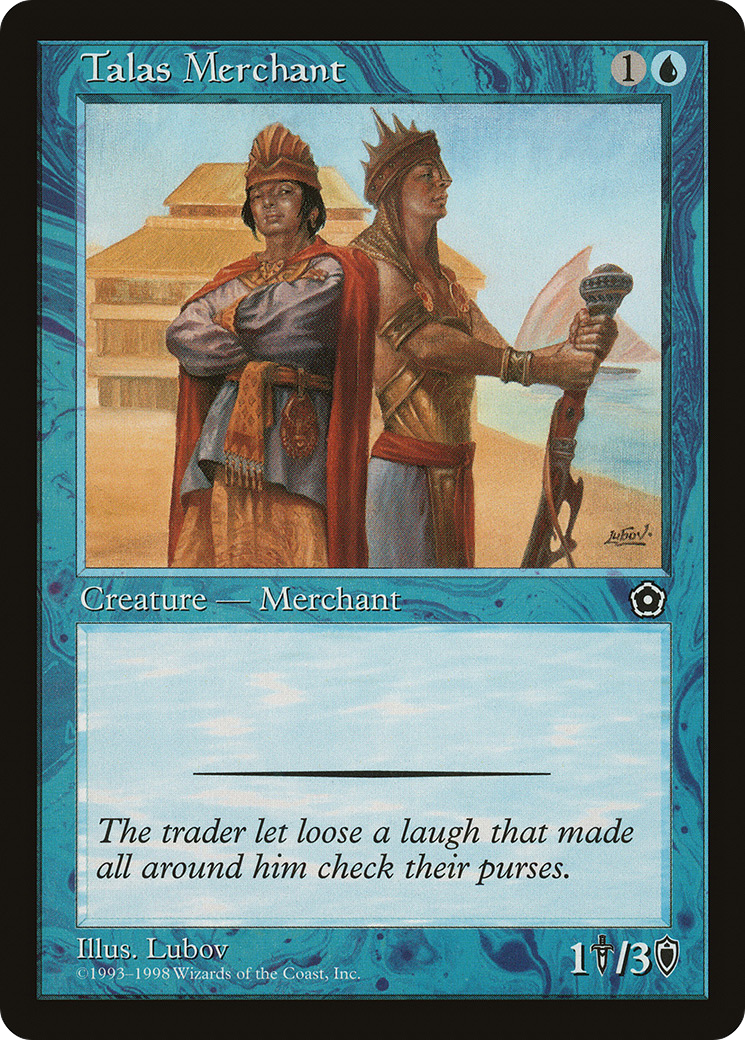 Talas Merchant
1
Lubov.
Creature — Merchant
The trader let loose a laugh that made
all around him check their purses.
Illus. Lubov
©1993–1998 Wizards of the Coast, Inc.
1/3